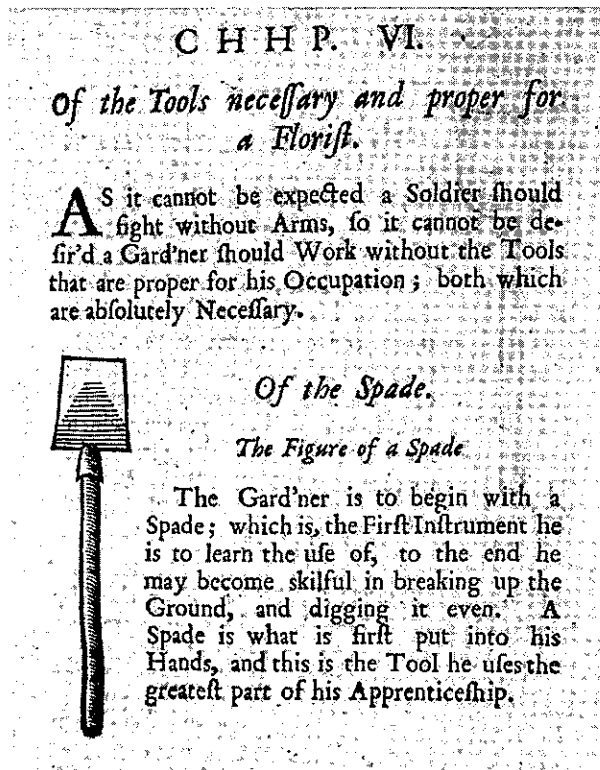 C H H P. VI.
Of the Tools neceſſary and proper for
a Floriſt.
AS it cannot be expected a Soldier ſhould
fight without Arms, ſo it cannot be de-
ſir'd a Gard'ner ſhould Work without the Tools
that are proper for his Occupation; both which
are abſolutely Neceſſary.
Of the Spade.
The Figure of a Spade
The Gard'ner is to begin with a
Spade; which is, the Firſt Inſtrument he
is to learn the uſe of, to the end he
may become skilful in breaking up the
Ground, and digging it even. A
Spade is what is firſt put into his
Hands, and this is the Tool he uſes the
greateſt part of his Apprenticeſhip.